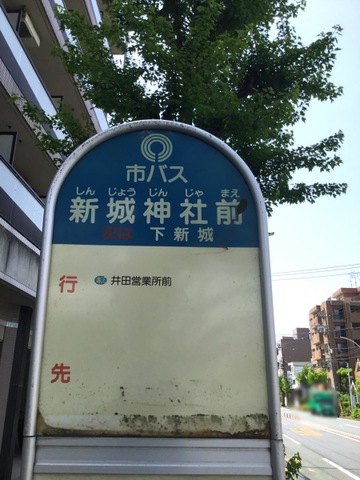 市バス
しん じょう じん じゃ まえ
新城神社前
下新城
行先
井田営業所前